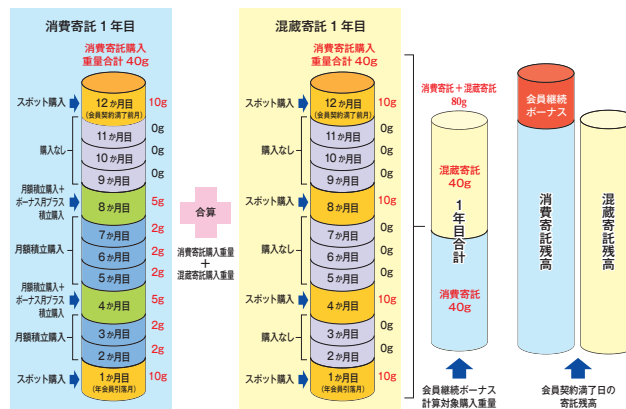 消費寄託1年目
消費寄託購入
重量合計 40g
スポット購入
12か月目
(会員契約満了前月)
10g
11か月目
0g
購入なし
10か月目
0g
9か月目
0g
月額積立購入+
ボーナス月プラス
積立購入
8か月目
5g
7か月目
2g
月額積立購入
6か月目
2g
5か月目
2g
月額積立購入+
ボーナス月プラス
積立購入
4か月目
5g
月額積立購入
3か月目
2g
2か月目
2g
スポット購入
1か月目
(年会員引落月)
10g
合算
消費寄託購入重量
+
混蔵寄託購入重量
混蔵寄託1年目
消費寄託購入
重量合計 40g
スポット購入
12か月目
(会員契約満了前月)
10g
11か月目
0g
購入なし
10か月目
0g
9か月目
0g
スポット購入
8か月目
10g
7か月目
0g
購入なし
6か月目
0g
5か月目
0g
スポット購入
4か月目
10g
購入なし
3か月目
0g
2か月目
0g
スポット購入
1か月目
(年会員引落月)
10g
消費寄託+混蔵寄託
80g
混蔵寄託
40g
1年目合計
消費寄託
40g
会員継続ボーナス
計算対象購入重量
会員継続
ボーナス
消費寄託残高
混蔵寄託残高
会員契約満了日の
寄託残高